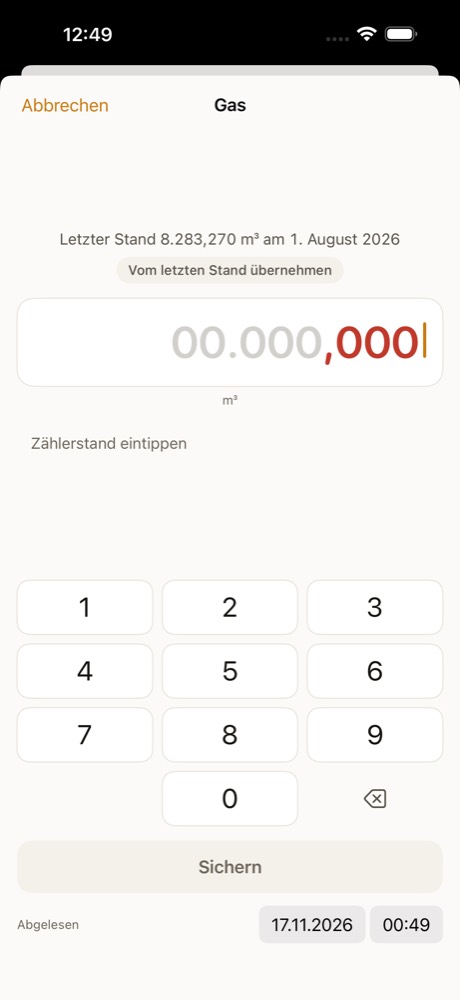 12:49
Abbrechen
Gas
Letzter Stand 8.283,270 m³ am 1. August 2026
Vom letzten Stand übernehmen
00.000,000
m³
Zählerstand eintippen
1 2 3
4 5 6
7 8 9
0
Sichern
Abgelesen 17.11.2026 00:49